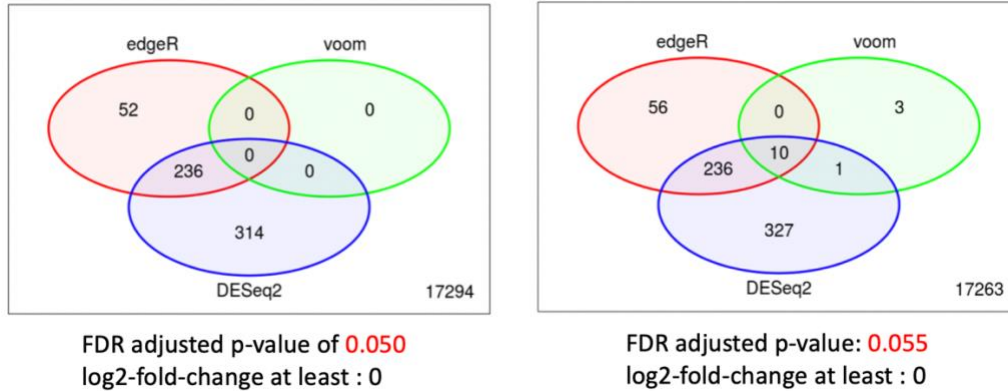 edgeR voom
52 0 0
0
236 0
314
DESeq2 17294
FDR adjusted p-value of 0.050
log2-fold-change at least : 0
edgeR voom
56 0 3
10
236 1
327
DESeq2 17263
FDR adjusted p-value: 0.055
log2-fold-change at least : 0